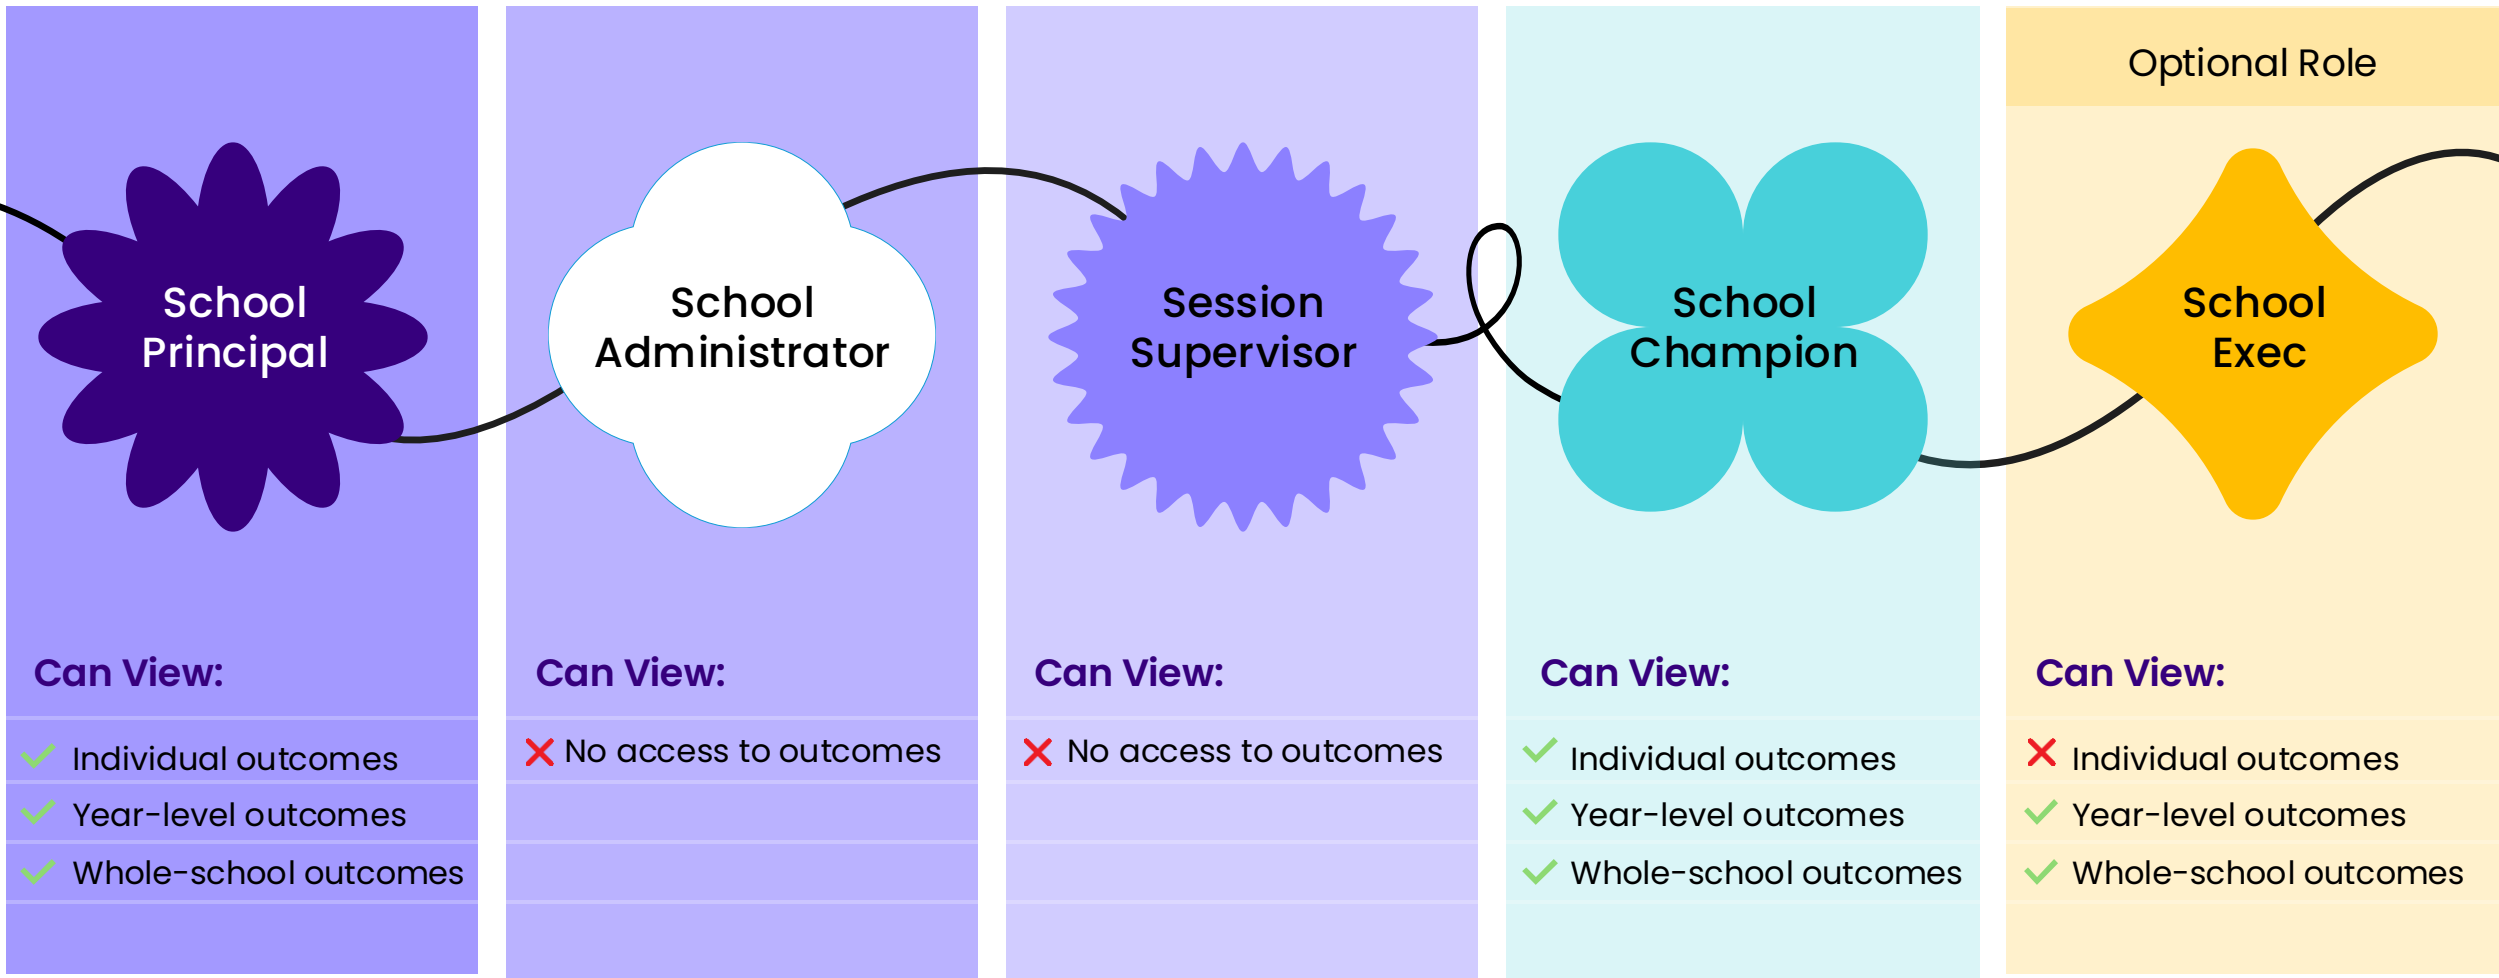 Optional Role
School
Principal
Can View:
Individual outcomes
Year-level outcomes
Whole-school outcomes
School
Administrator
Can View:
No access to outcomes
Session
Supervisor
Can View:
No access to outcomes
School
Champion
Can View:
Individual outcomes
Year-level outcomes
Whole-school outcomes
School
Exec
Can View:
Individual outcomes
Year-level outcomes
Whole-school outcomes